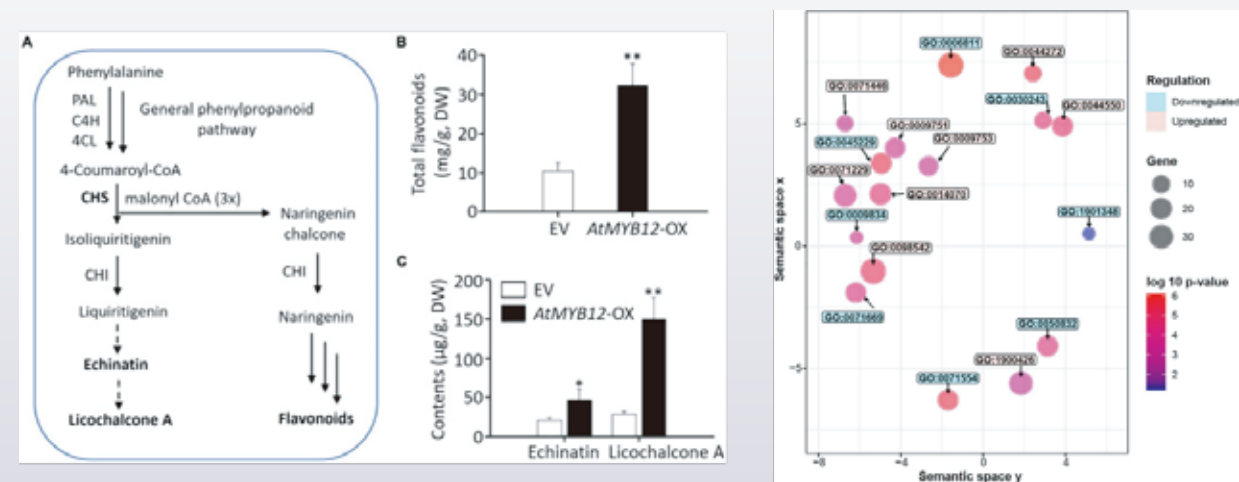 A
Phenylalanine
PAL
C4H
4CL
General phenylpropanoid
pathway
4-Coumaroyl-CoA
CHS
malonyl CoA (3x)
Isoliquiritigenin
Naringenin
chalcone
CHI
CHI
Liquiritigenin
Naringenin
Echinatin
Licochalcone A
Flavonoids
B
Total flavonoids
(mg/g, DW)
40
30
20
10
0
**
EV
AtMYB12-OX
C
Contents (μg/g, DW)
200
150
100
50
0
EV
AtMYB12-OX
*
**
Echinatin
Licochalcone A
GO:0006811
GO:0044272
GO:0071446
GO:0030243
GO:0044550
GO:0009751
GO:0045229
GO:0009753
GO:0071229
GO:0014070
GO:0009834
GO:1901348
GO:0098542
GO:0071669
GO:0050832
GO:1900426
GO:0071554
5
0
−5
−8
−4
0
4
Semantic space x
Semantic space y
Regulation
Downregulated
Upregulated
Gene
10
20
30
log 10 p-value
6
5
4
3
2